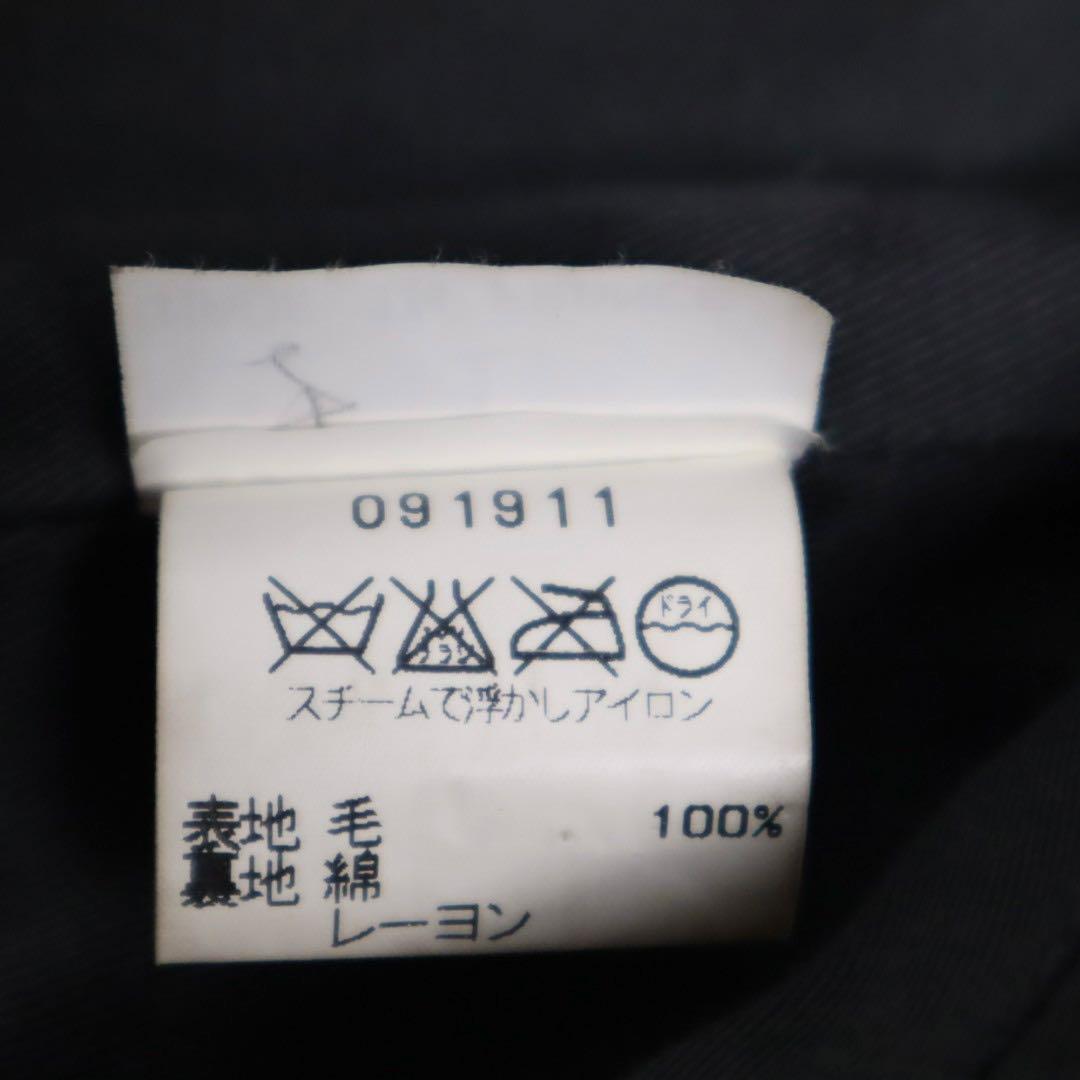 091911
ドライ
スチームで浮かしアイロン
表地 毛 100%
裏地 綿
レーヨン